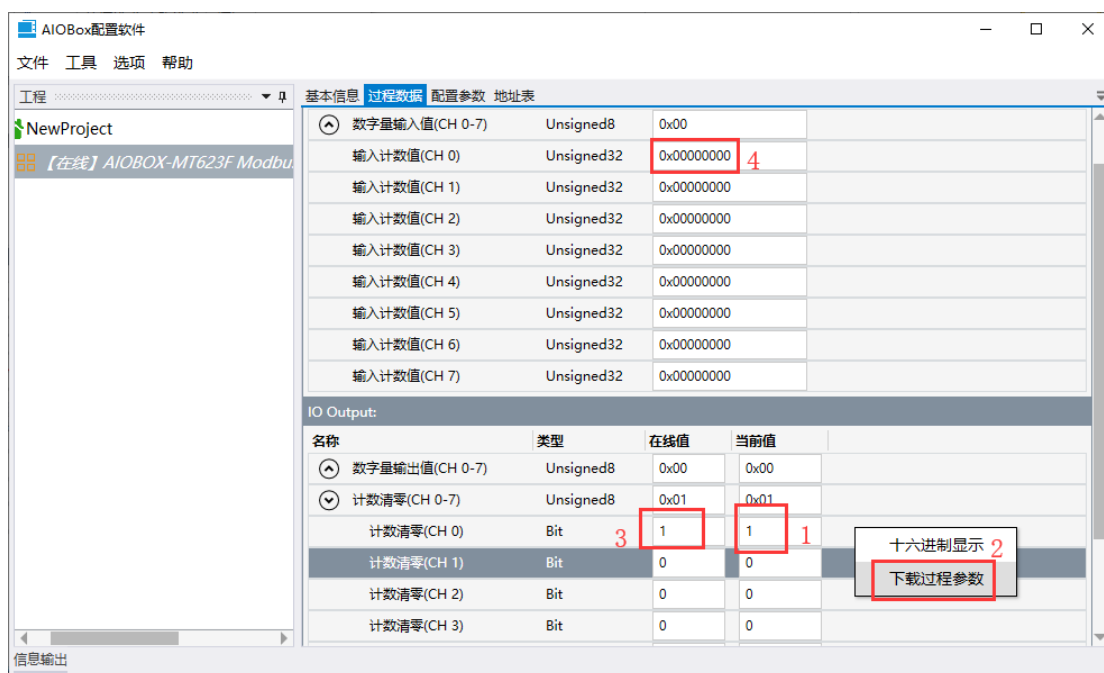 AIOBox配置软件
文件 工具 选项 帮助
工程
基本信息 过程数据 配置参数 地址表
NewProject
【在线】AIOBOX-MT623F Modbu
数字量输入值(CH 0-7) Unsigned8 0x00
输入计数值(CH 0) Unsigned32 0x00000000 4
输入计数值(CH 1) Unsigned32 0x00000000
输入计数值(CH 2) Unsigned32 0x00000000
输入计数值(CH 3) Unsigned32 0x00000000
输入计数值(CH 4) Unsigned32 0x00000000
输入计数值(CH 5) Unsigned32 0x00000000
输入计数值(CH 6) Unsigned32 0x00000000
输入计数值(CH 7) Unsigned32 0x00000000
IO Output:
名称 类型 在线值 当前值
数字量输出值(CH 0-7) Unsigned8 0x00 0x00
计数清零(CH 0-7) Unsigned8 0x01 0x01
计数清零(CH 0) Bit 3 1 1 1
十六进制显示 2
计数清零(CH 1) Bit 0 0
下载过程参数
计数清零(CH 2) Bit 0 0
计数清零(CH 3) Bit 0 0
信息输出